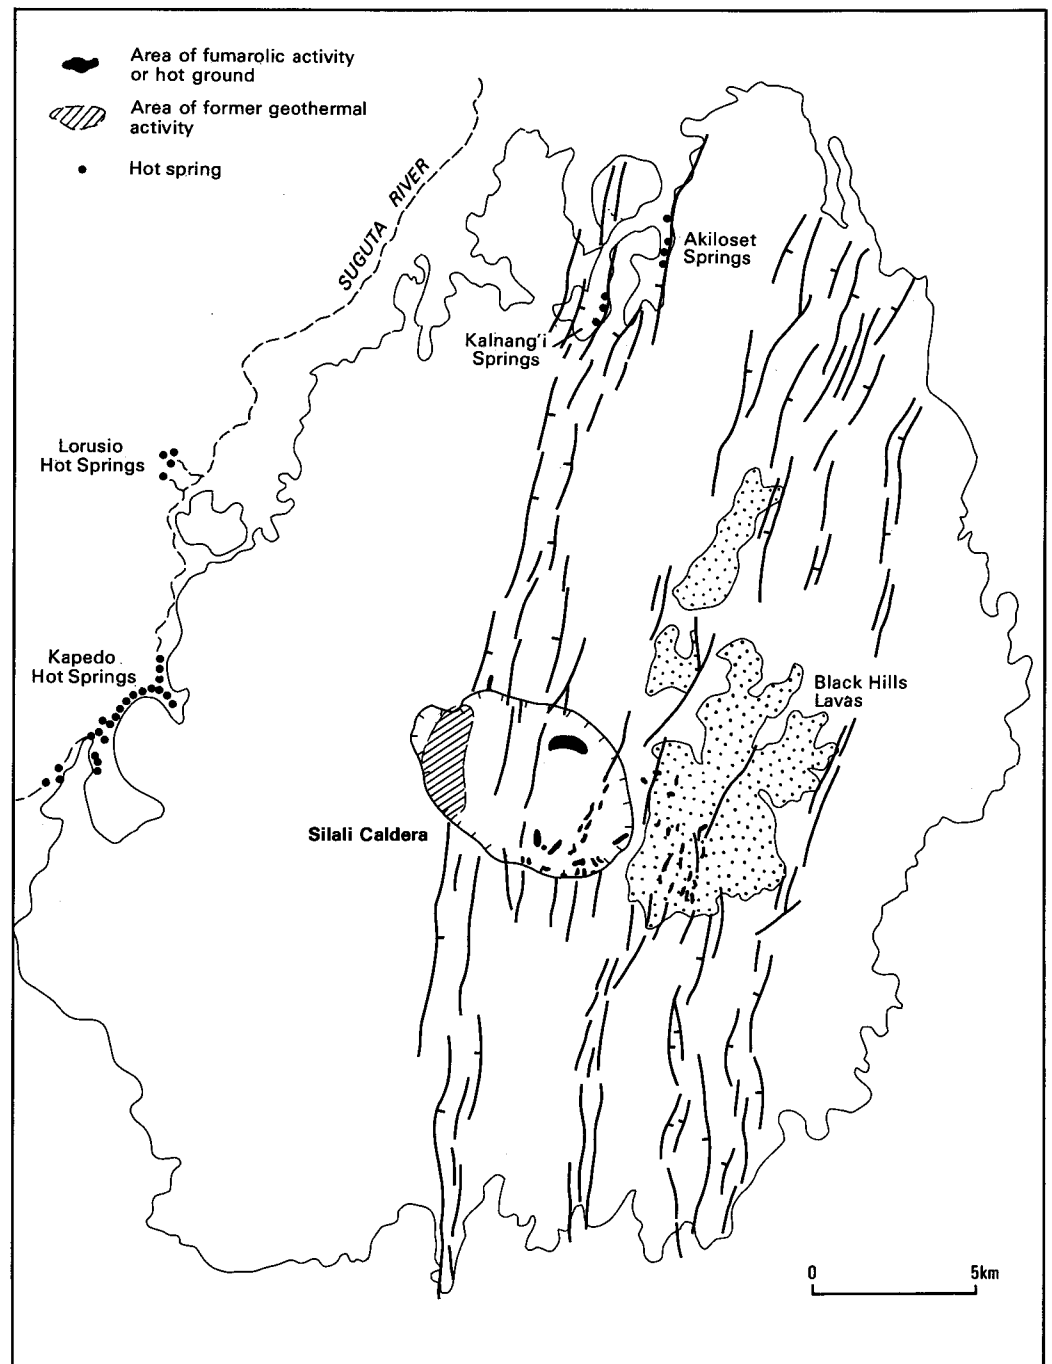 Area of fumarolic activity
or hot ground
Area of former geothermal
activity
Hot spring
SUGUTA RIVER
Akiloset
Springs
Kalnang'i
Springs
Lorusio
Hot Springs
Kapedo
Hot Springs
Black Hills
Lavas
Silali Caldera
0
5km